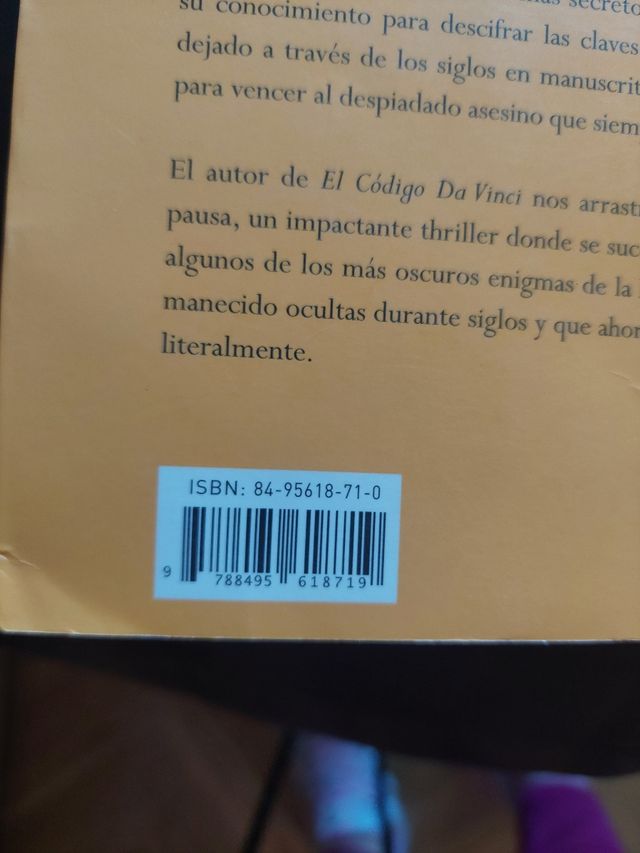 secreto
su conocimiento para descifrar las claves
dejado a través de los siglos en manuscrit
para vencer al despiadado asesino que siem
El autor de El Código Da Vinci nos arrast
pausa, un impactante thriller donde se suc
algunos de los más oscuros enigmas de la
manecido ocultas durante siglos y que ahor
literalmente.
ISBN: 84-95618-71-0
9 788495 618719